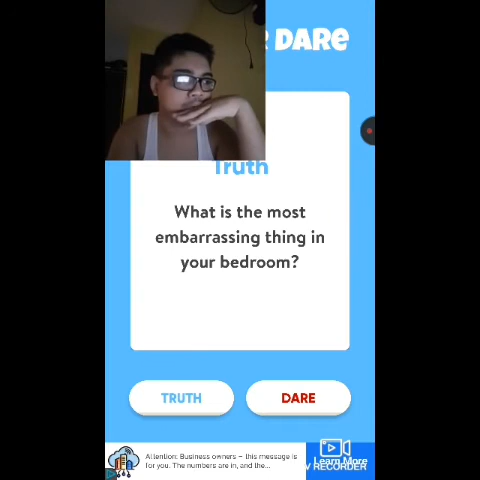 DARE
Truth
What is the most
embarrassing thing in
your bedroom?
TRUTH
DARE
Attention: Business owners – this message is
for you. The numbers are in, and the...
Learn More
RECORDER